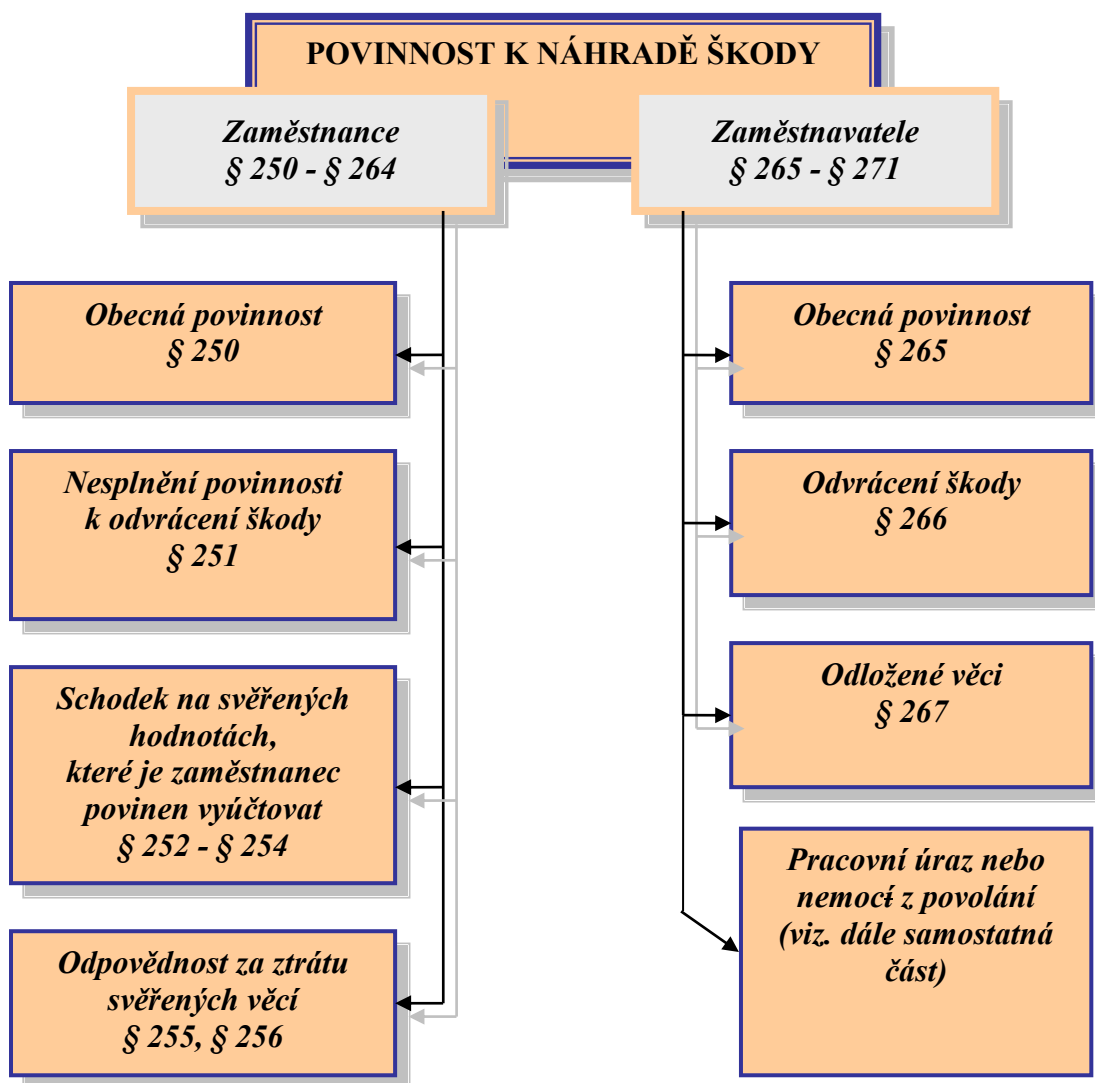 POVINNOST K NÁHRADĚ ŠKODY
Zaměstnance
§ 250 - § 264
Zaměstnavatele
§ 265 - § 271
Obecná povinnost
§ 250
Nesplnění povinnosti
k odvrácení škody
§ 251
Schodek na svěřených
hodnotách,
které je zaměstnanec
povinen vyúčtovat
§ 252 - § 254
Odpovědnost za ztrátu
svěřených věcí
§ 255, § 256
Obecná povinnost
§ 265
Odvrácení škody
§ 266
Odložené věci
§ 267
Pracovní úraz nebo
nemocí z povolání
(viz. dále samostatná
část)